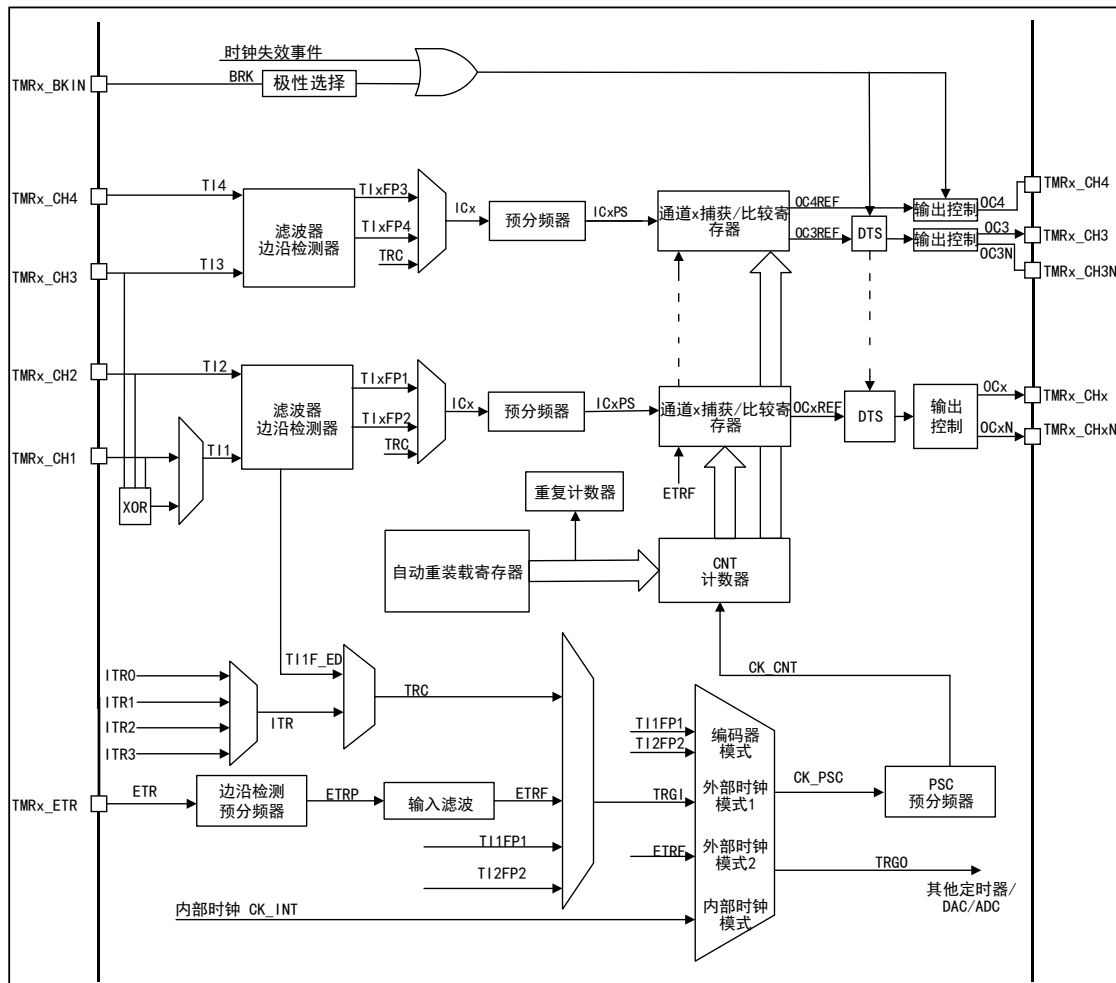 时钟失效事件
TMRx_BKIN
BRK
极性选择
TMRx_CH4
TI4
TIxFP3
ICx
预分频器
ICxPS
通道x捕获/比较寄存器
OC4REF
输出控制
OC4
TMRx_CH4
滤波器
边沿检测器
TIxFP4
TRC
OC3REF
DTS
输出控制
OC3
TMRx_CH3
OC3N
TMRx_CH3N
TMRx_CH3
TI3
TMRx_CH2
TI2
TIxFP1
ICx
预分频器
ICxPS
通道x捕获/比较寄存器
OCxREF
DTS
输出
控制
OCx
TMRx_CHx
OCxN
TMRx_CHxN
滤波器
边沿检测器
TIxFP2
TRC
TMRx_CH1
TI1
XOR
ETRF
重复计数器
自动重装载寄存器
CNT
计数器
TI1F_ED
TRC
CK_CNT
ITR0
ITR1
ITR2
ITR3
ITR
TI1FP1
TI2FP2
编码器
模式
TMRx_ETR
ETR
边沿检测
预分频器
ETRP
输入滤波
ETRF
TRGI
外部时钟
模式1
CK_PSC
PSC
预分频器
TI1FP1
TI2FP2
ETRF
外部时钟
模式2
TRGO
其他定时器/
DAC/ADC
内部时钟 CK_INT
内部时钟
模式